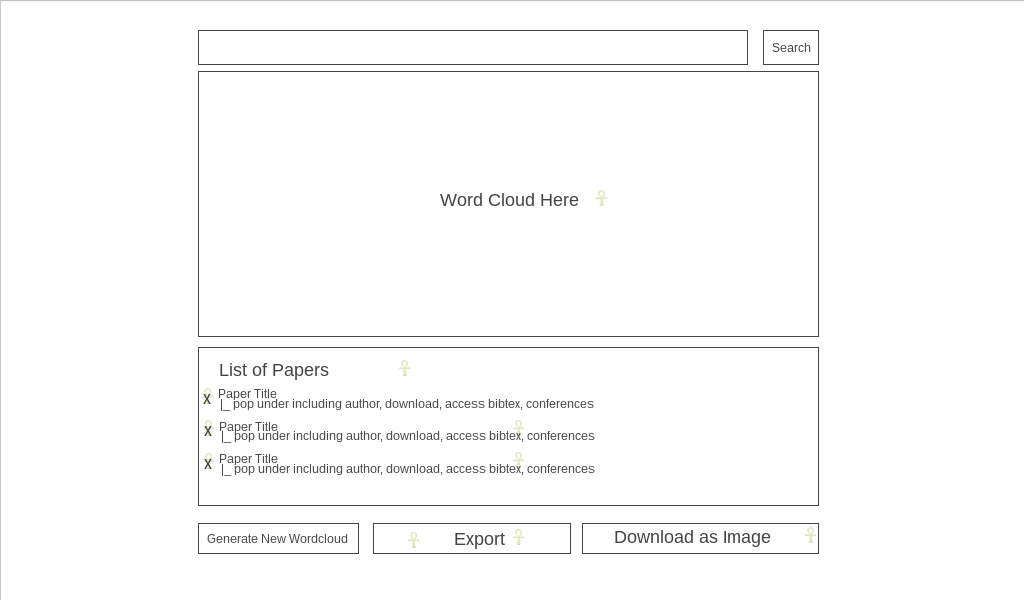 Search
Word Cloud Here
List of Papers
X Paper Title
|_ pop under including author, download, access bibtex, conferences
X Paper Title
|_ pop under including author, download, access bibtex, conferences
X Paper Title
|_ pop under including author, download, access bibtex, conferences
Generate New Wordcloud
Export
Download as Image